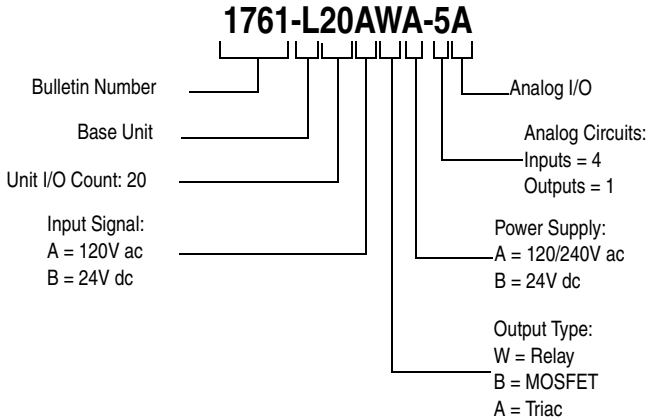 1761-L20AWA-5A
Bulletin Number
Base Unit
Unit I/O Count: 20
Input Signal:
A = 120V ac
B = 24V dc
Analog I/O
Analog Circuits:
Inputs = 4
Outputs = 1
Power Supply:
A = 120/240V ac
B = 24V dc
Output Type:
W = Relay
B = MOSFET
A = Triac